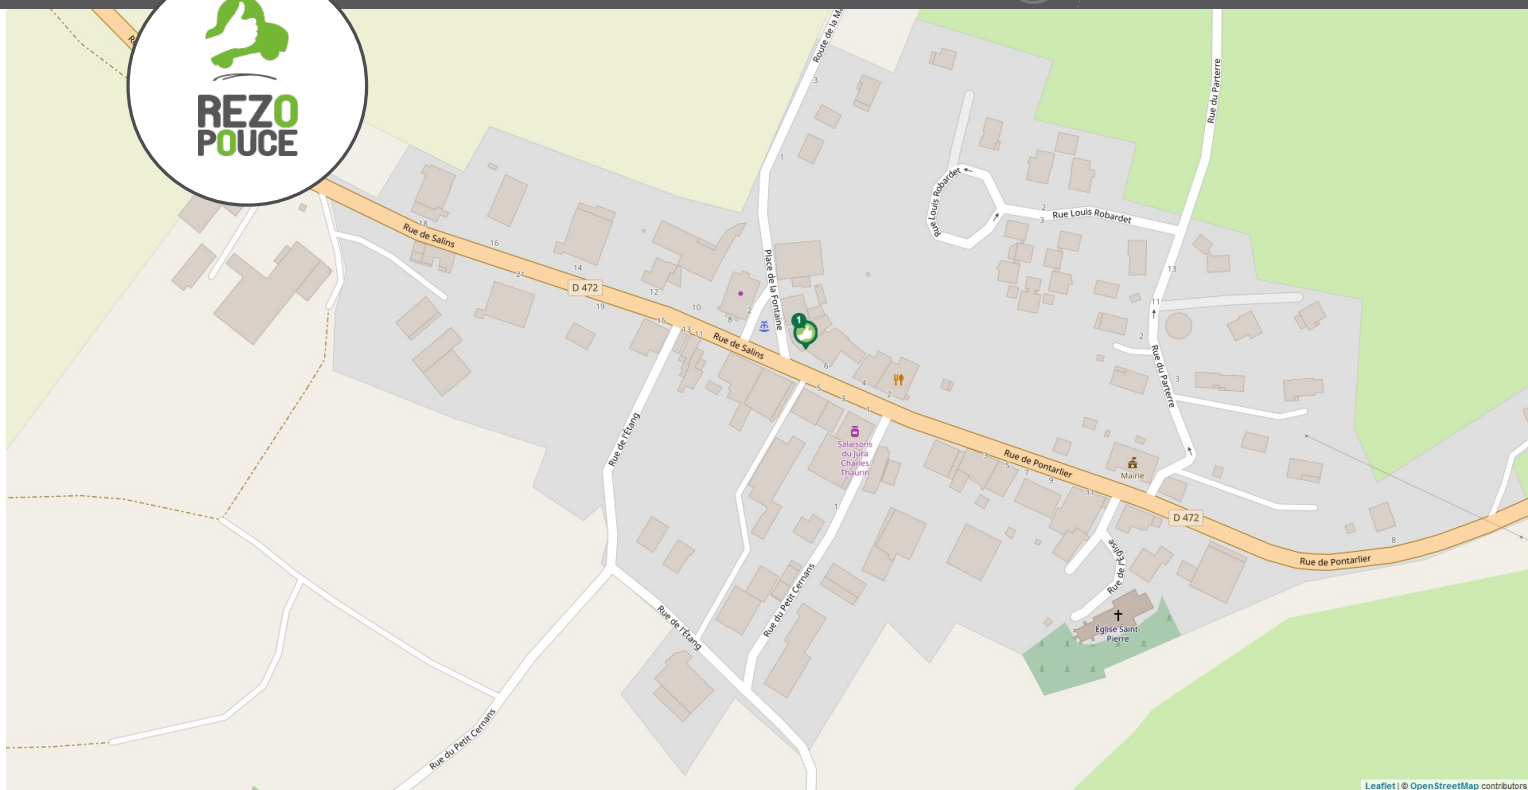 REZO
POUCE
Route de la Ma
3
1
Rue du Parterre
Rue Louis Robardet
2
3
Rue Louis Robardet
18
Rue de Salins
16
21
14
D 472
12
19
10
15
13
11
8
2
Place de la Fontaine
1
Rue de Salins
6
4
2
5
3
1
13
11
2
Rue du Parterre
3
Rue de l'Étang
Salaisons
du Jura
Charles
Thaurin
1
3
5
7
9
11
Rue de Pontarlier
Mairie
D 472
8
Rue de Pontarlier
Rue de l'Église
Église Saint-
Pierre
Rue du Petit Cernans
Rue de l'Étang
Rue du Petit Cernans
Leaflet | © OpenStreetMap contributors